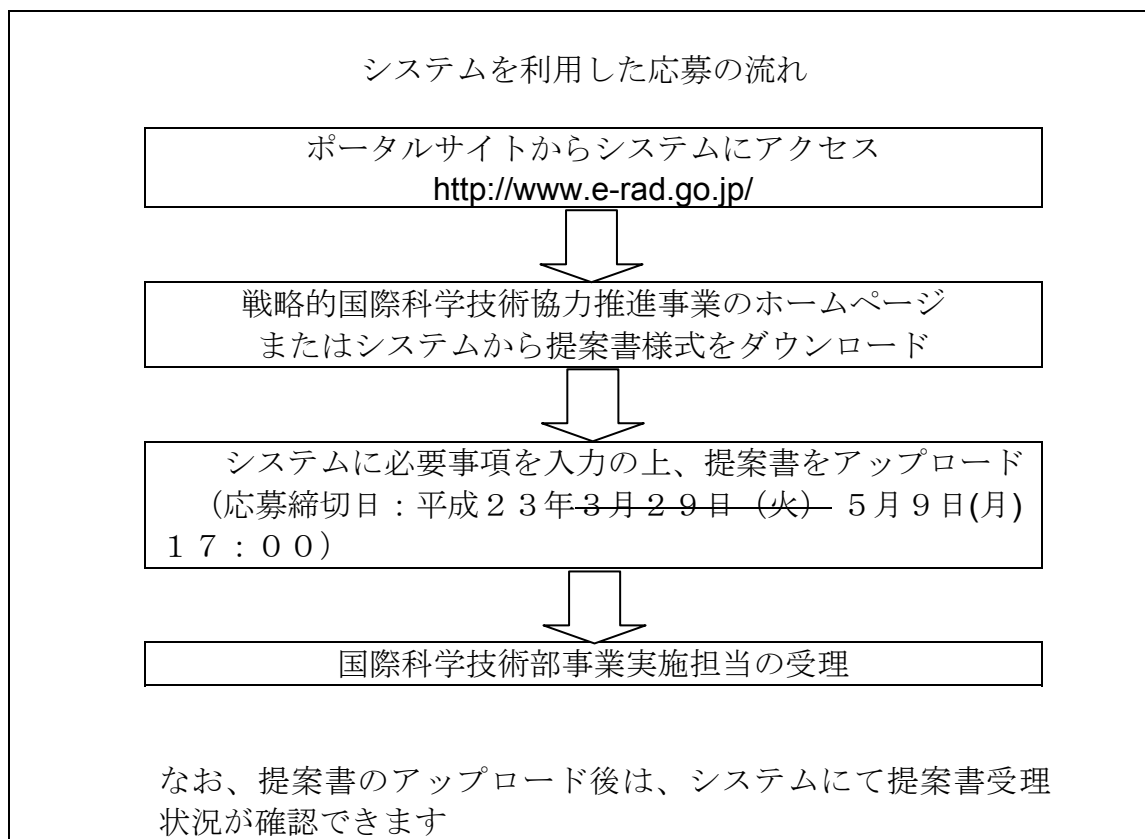 システムを利用した応募の流れ
ポータルサイトからシステムにアクセス
http://www.e-rad.go.jp/
戦略的国際科学技術協力推進事業のホームページ
またはシステムから提案書様式をダウンロード
システムに必要事項を入力の上、提案書をアップロード
（応募締切日：平成２３年３月２９日（火） ５月９日(月)
１７：００）
国際科学技術部事業実施担当の受理
なお、提案書のアップロード後は、システムにて提案書受理
状況が確認できます